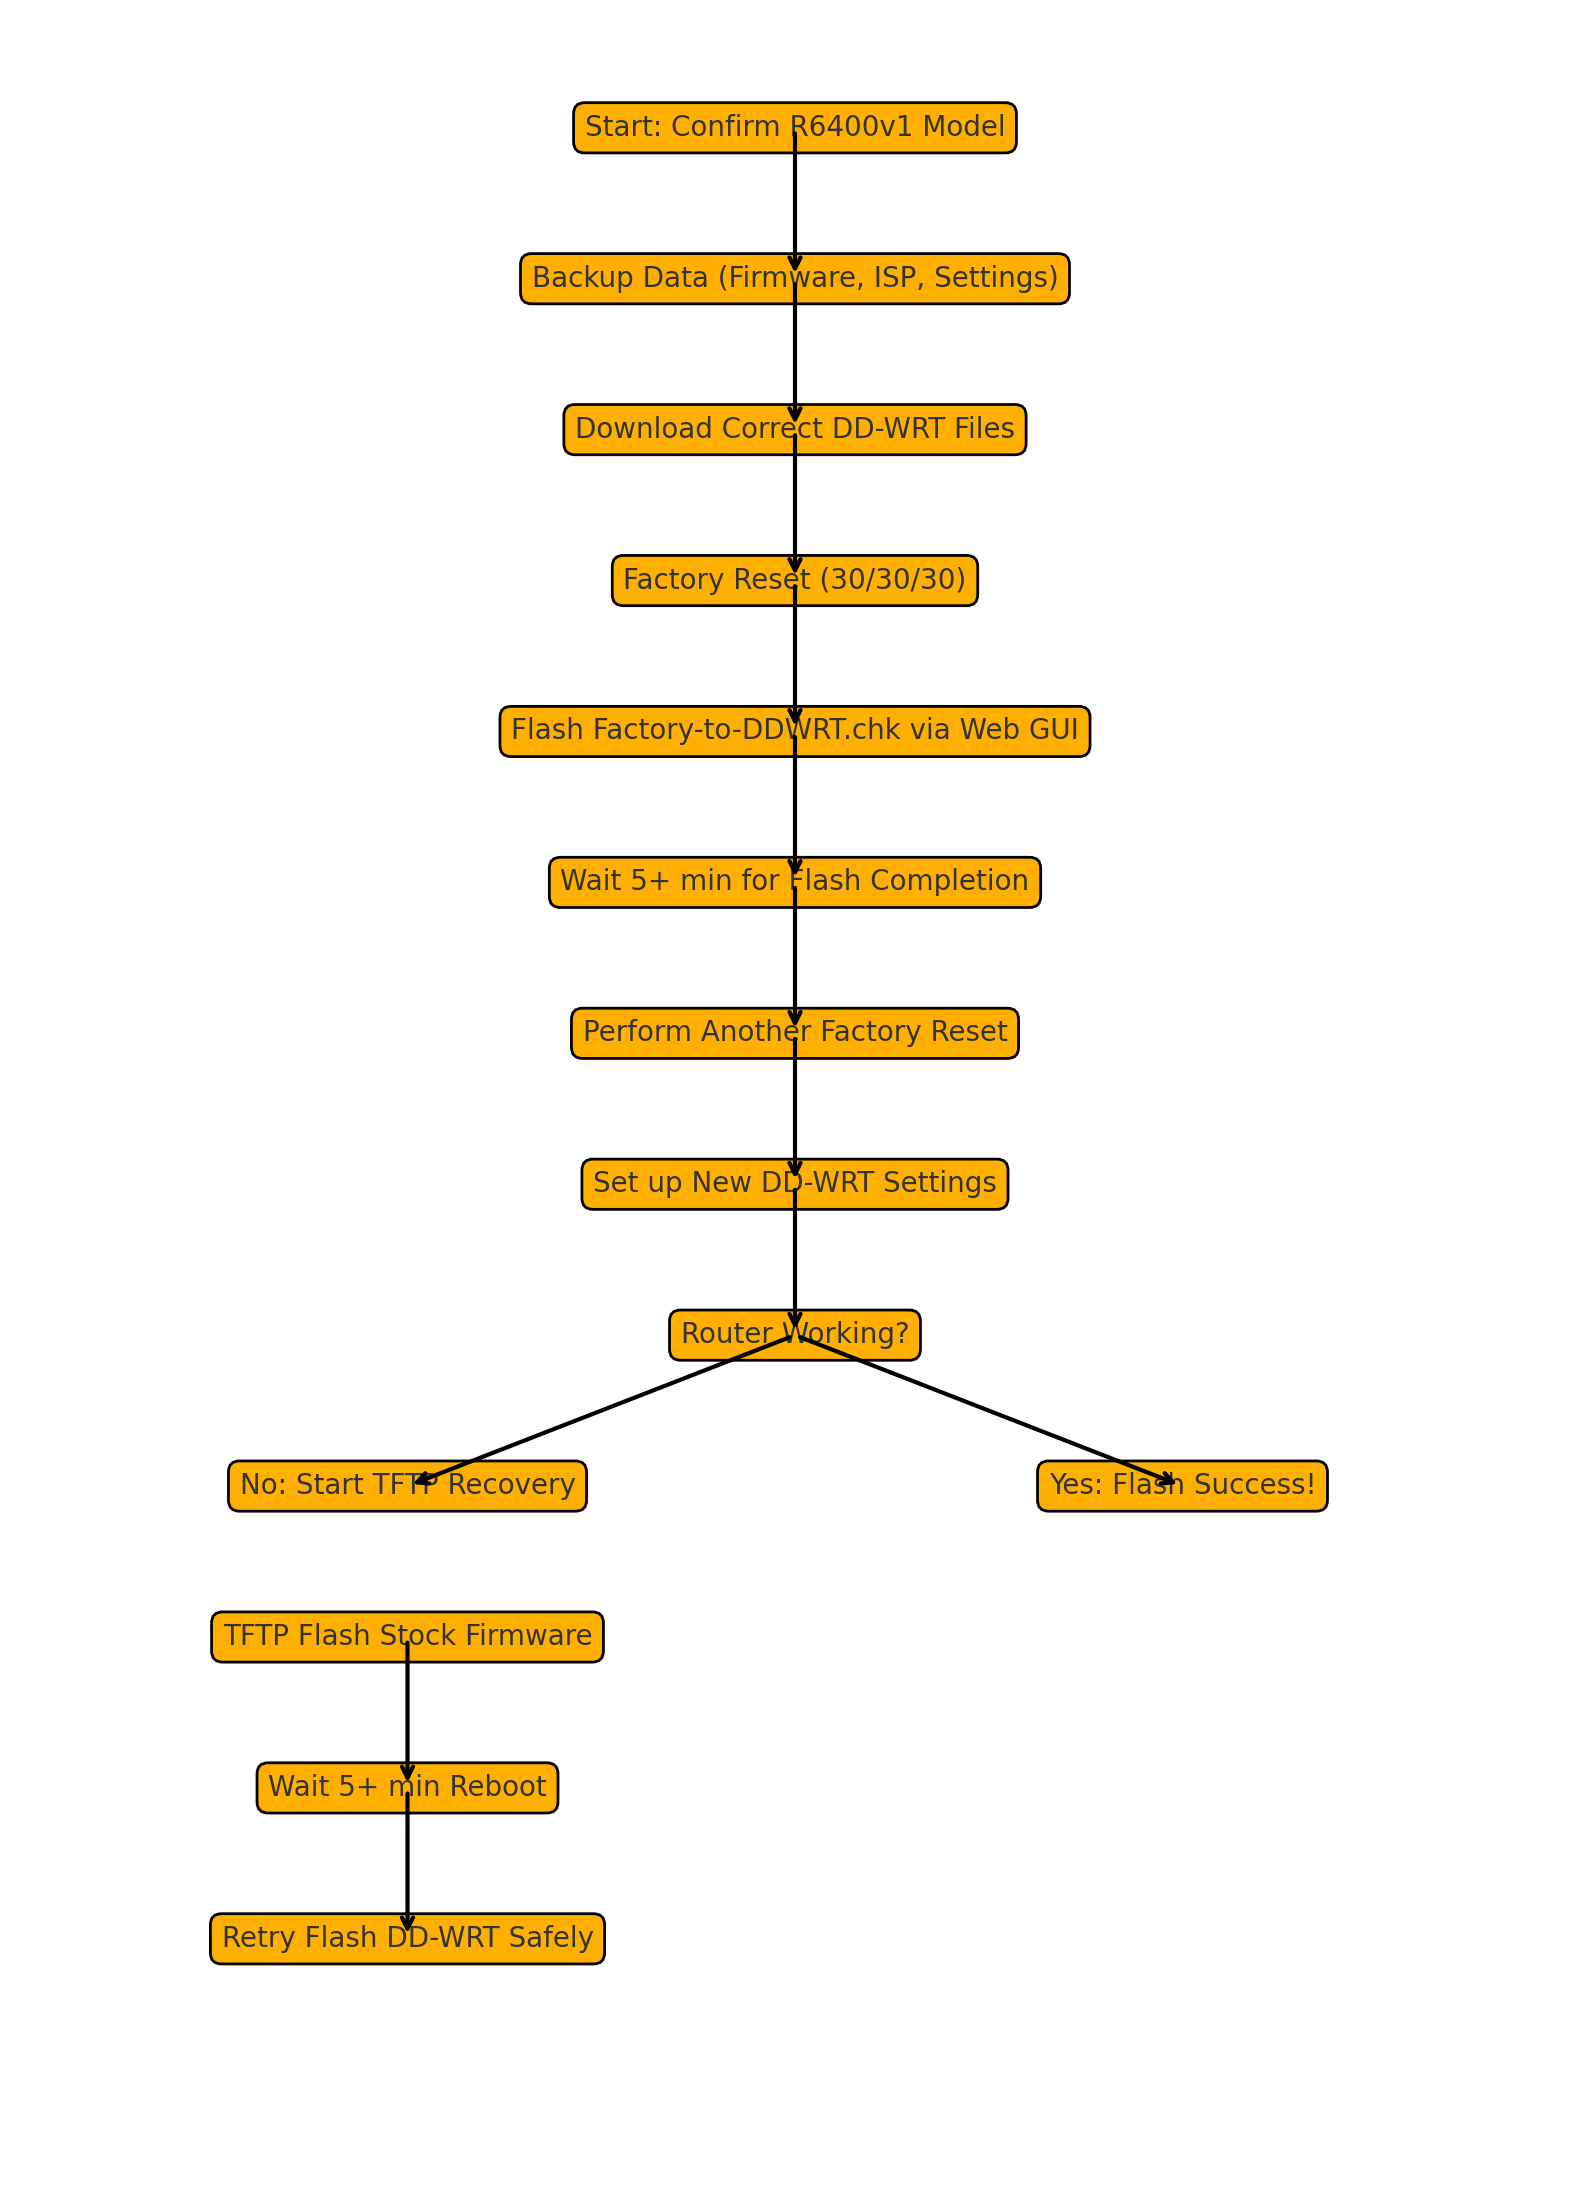 Start: Confirm R6400v1 Model
Backup Data (Firmware, ISP, Settings)
Download Correct DD-WRT Files
Factory Reset (30/30/30)
Flash Factory-to-DDWRT.chk via Web GUI
Wait 5+ min for Flash Completion
Perform Another Factory Reset
Set up New DD-WRT Settings
Router Working?
No: Start TFTP Recovery
Yes: Flash Success!
TFTP Flash Stock Firmware
Wait 5+ min Reboot
Retry Flash DD-WRT Safely